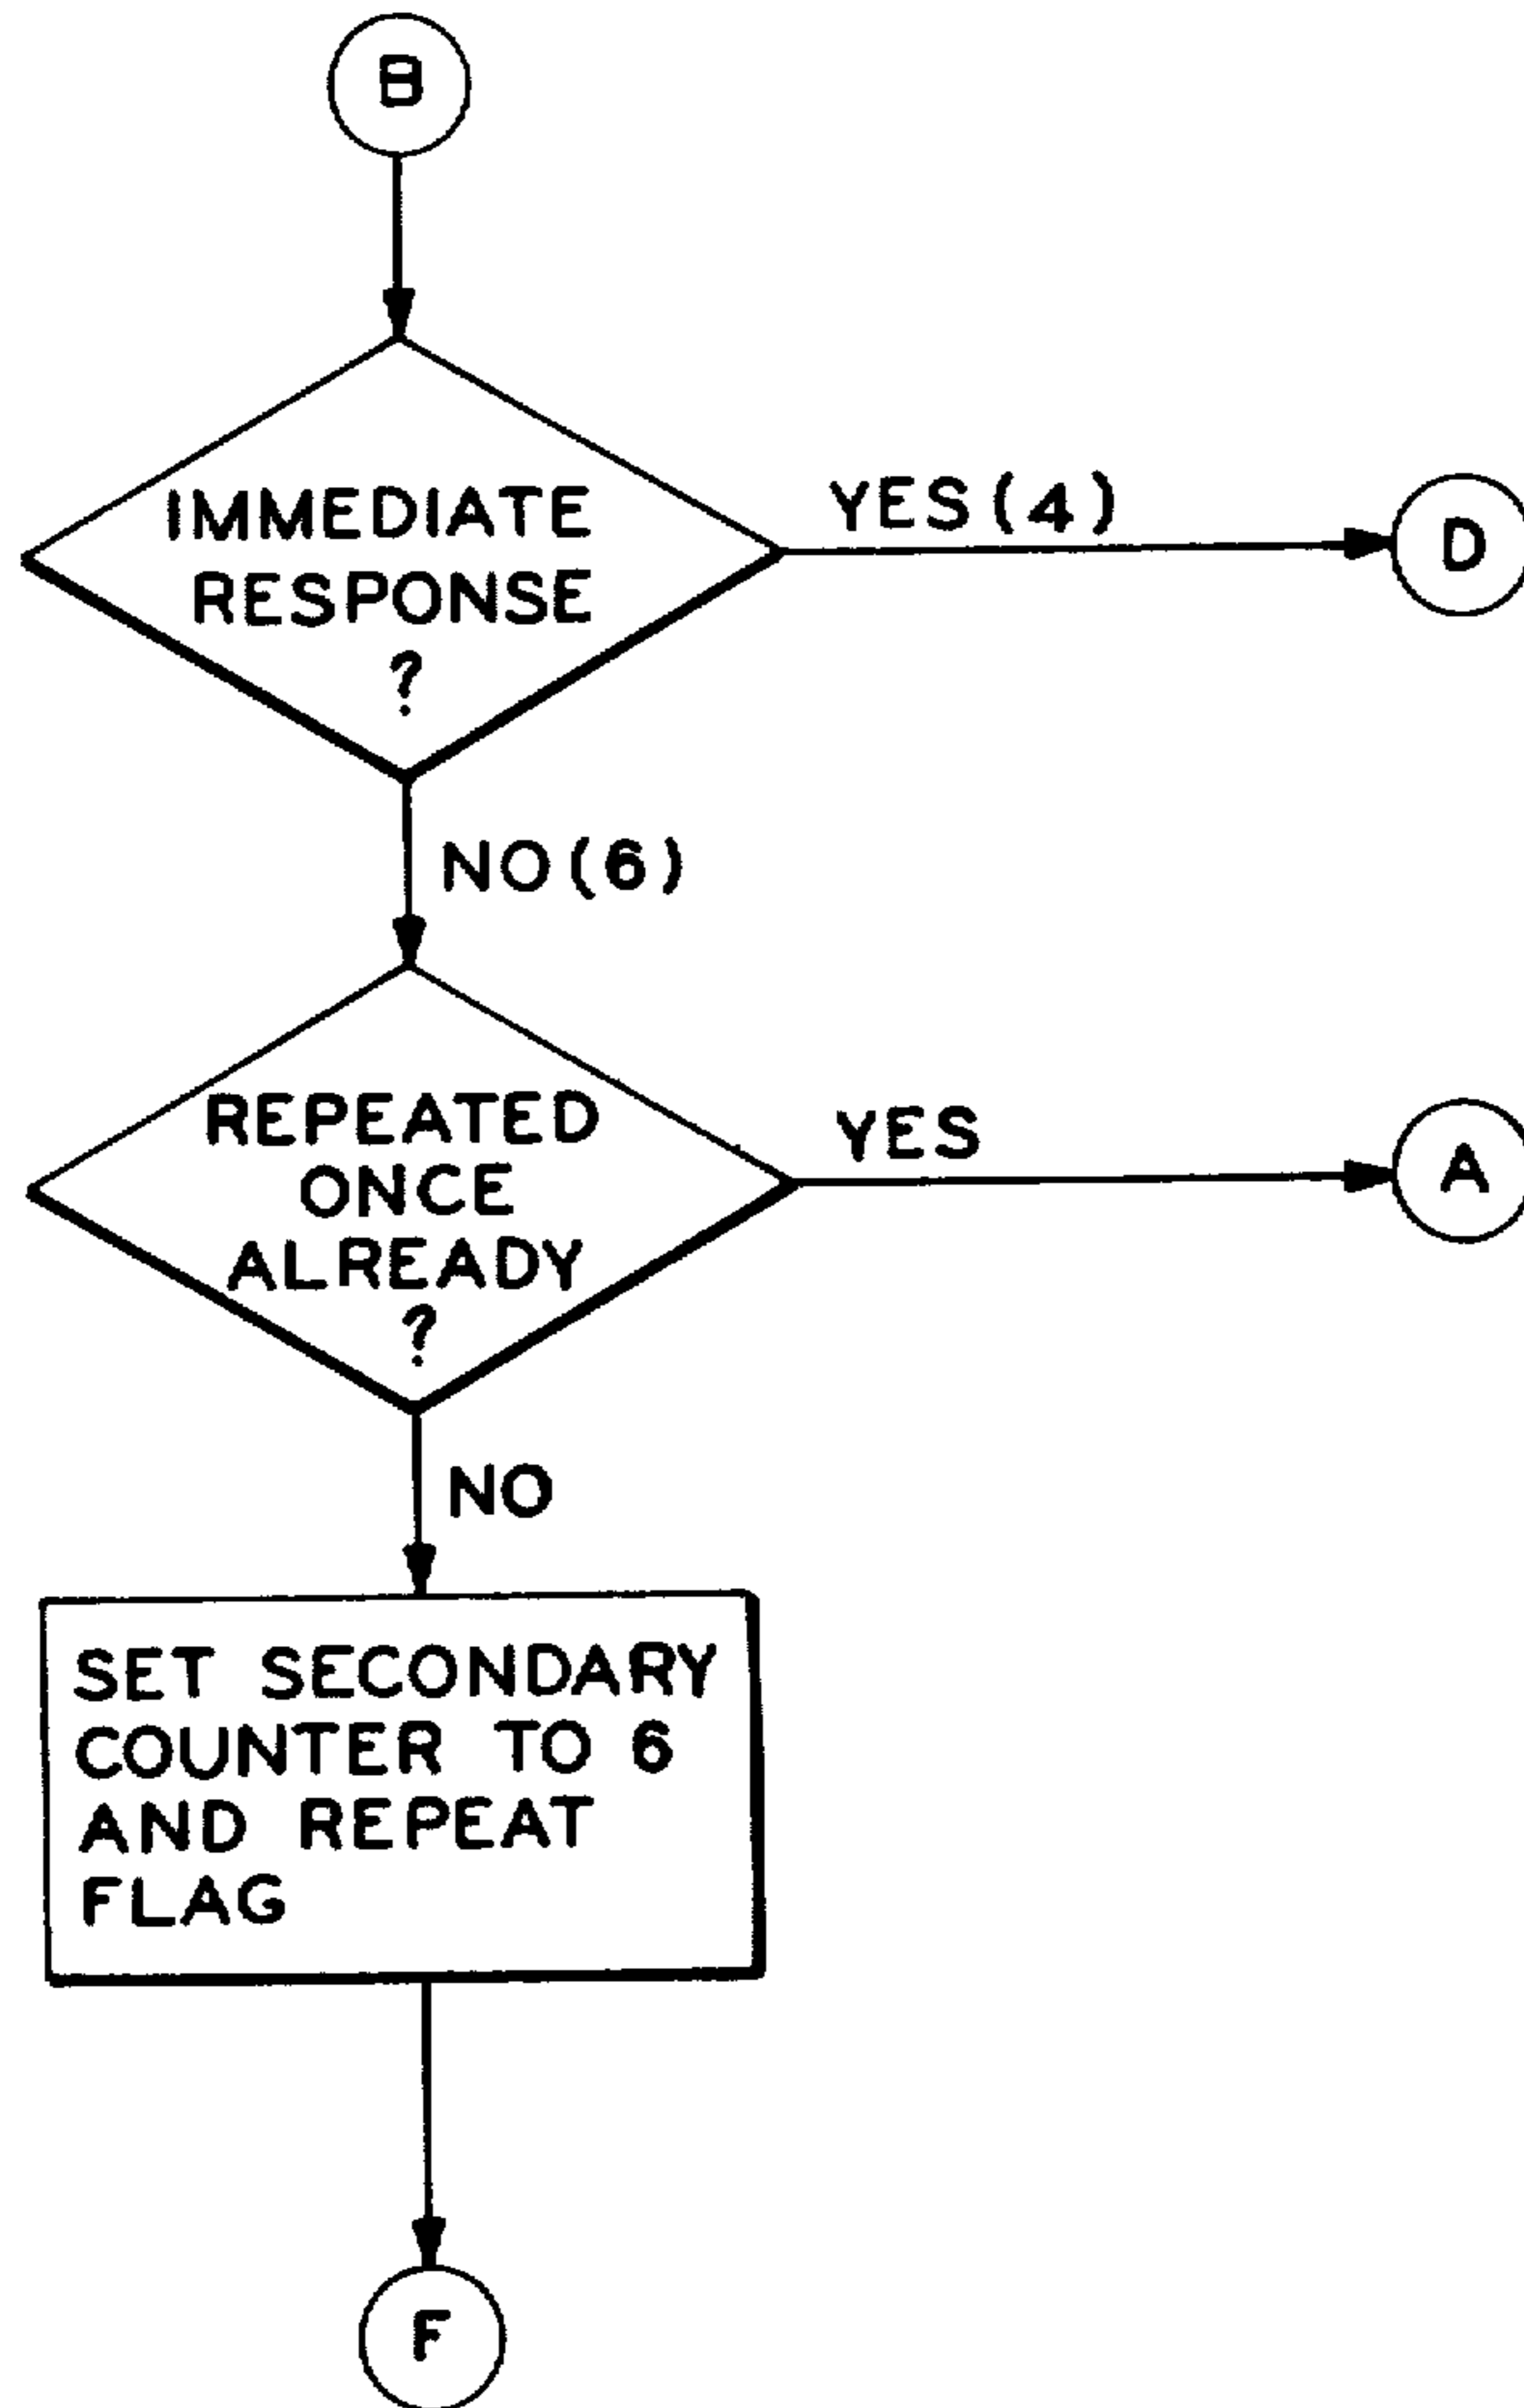 B
IMMEDIATE
RESPONSE
?
YES(4)
D
NO(6)
REPEATED
ONCE
ALREADY
?
YES
A
NO
SET SECONDARY
COUNTER TO 6
AND REPEAT
FLAG
F